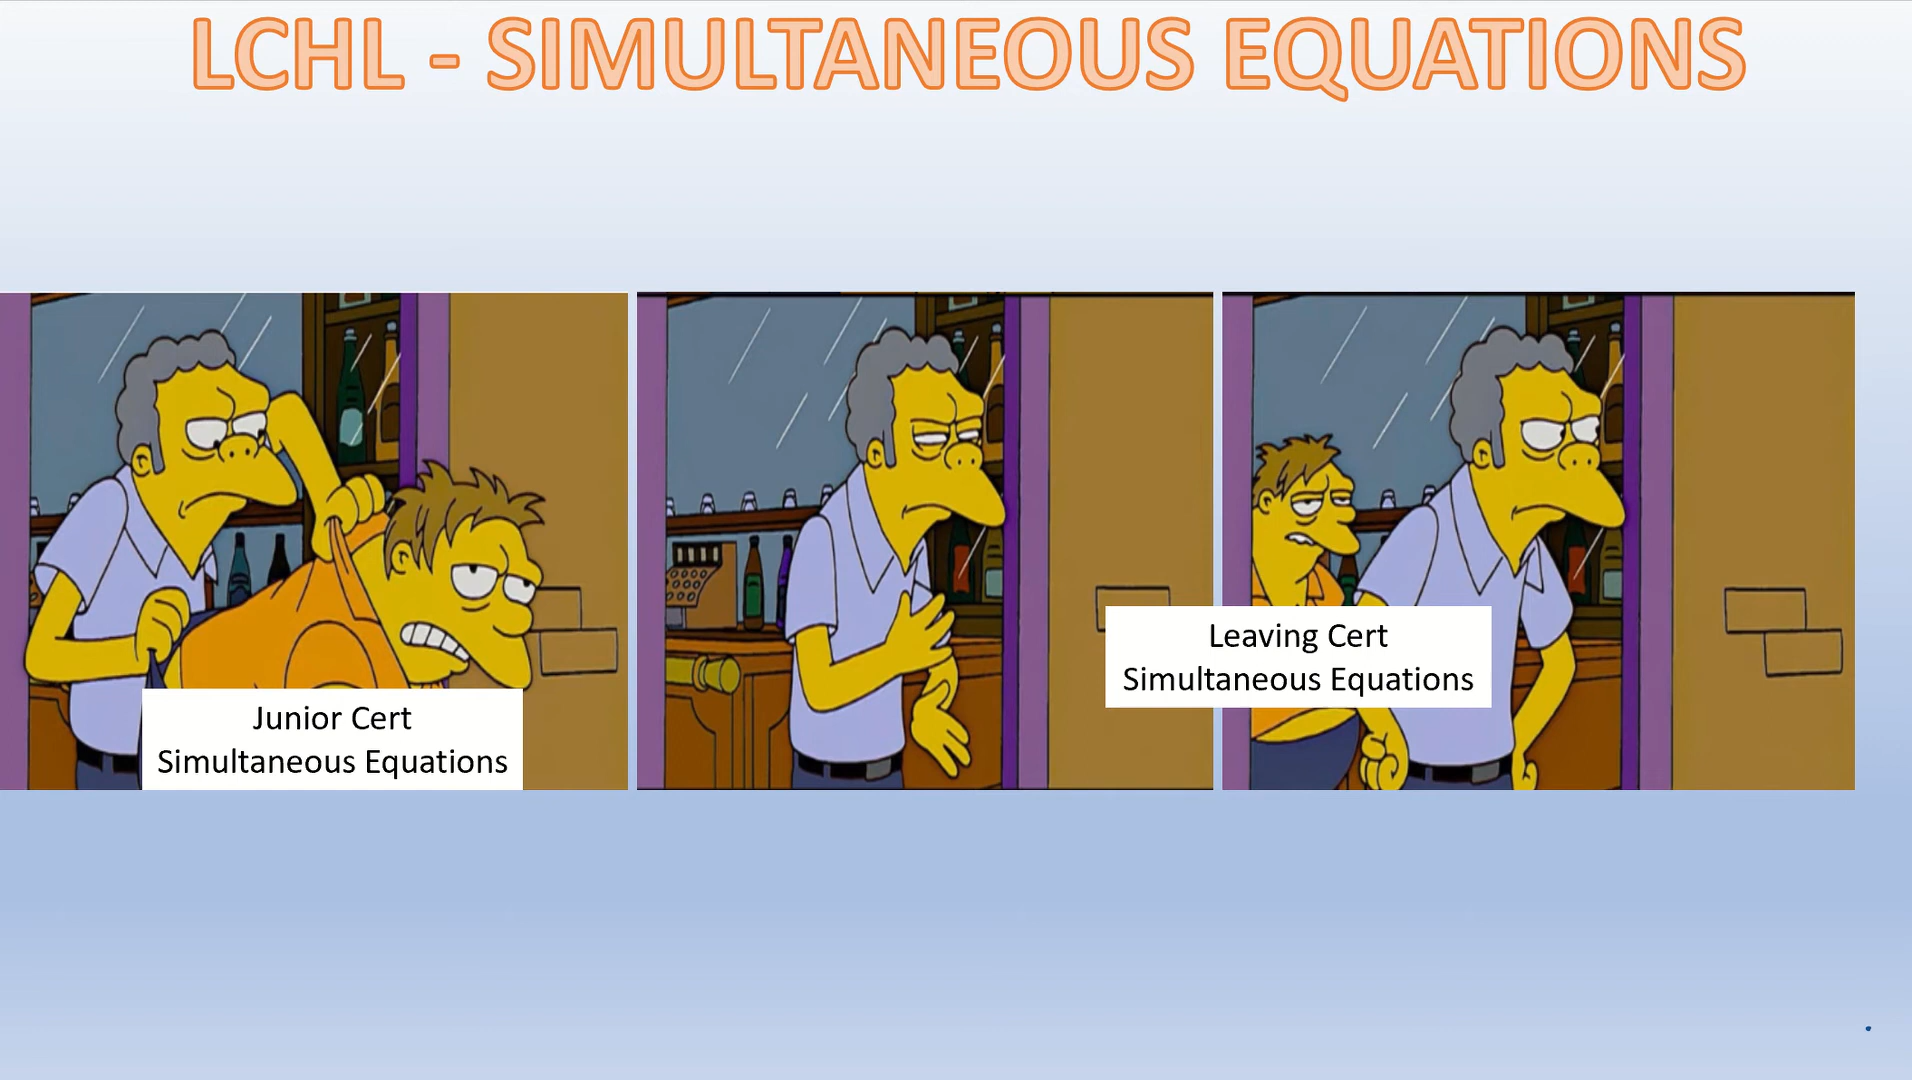 LCHL - SIMULTANEOUS EQUATIONS
Junior Cert
Simultaneous Equations
Leaving Cert
Simultaneous Equations